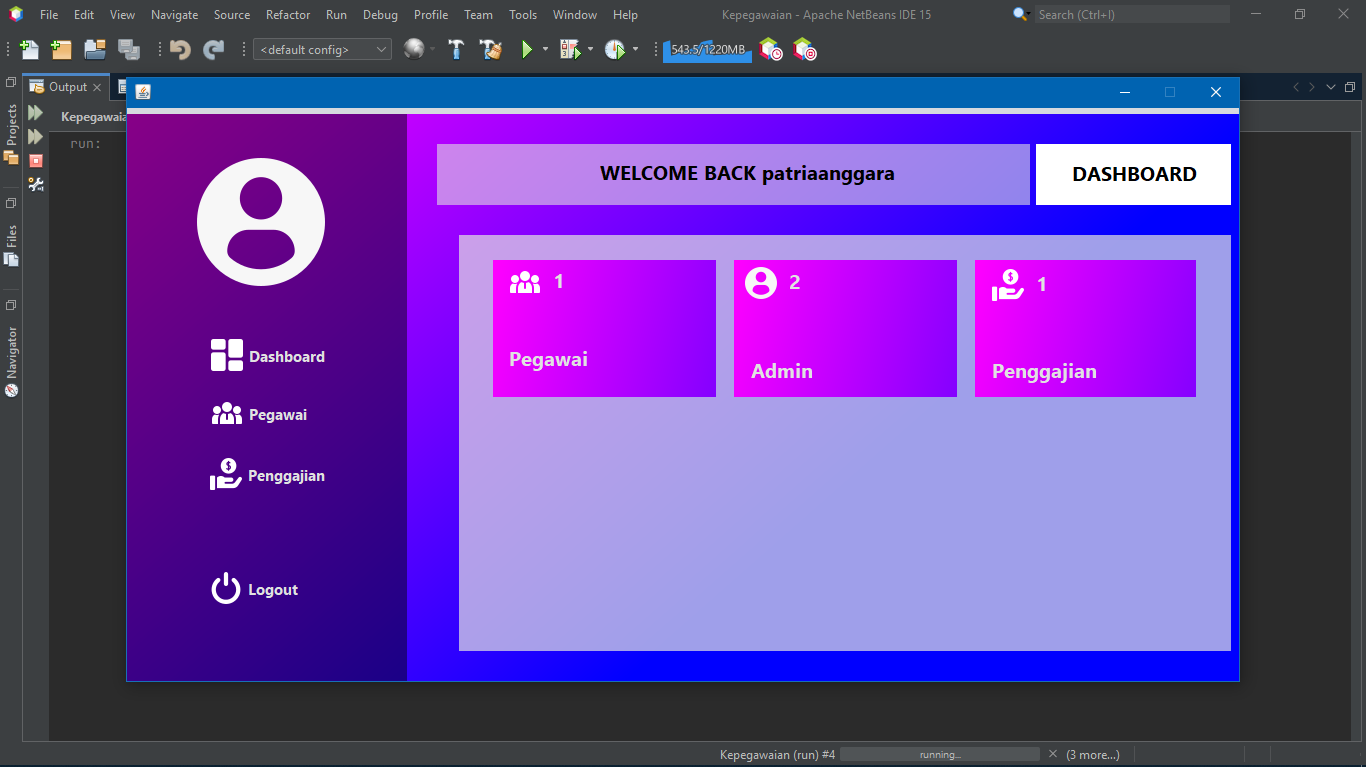 File Edit View Navigate Source Refactor Run Debug Profile Team Tools Window Help
Kepegawaian - Apache NetBeans IDE 15
Search (Ctrl+I)
<default config>
543.5/1220MB
Output
Projects
Files
Navigator
Kepegawaia
run:
WELCOME BACK patriaanggara
DASHBOARD
Dashboard
Pegawai
Penggajian
Logout
1
Pegawai
2
Admin
1
Penggajian
Kepegawaian (run) #4
running...
(3 more...)